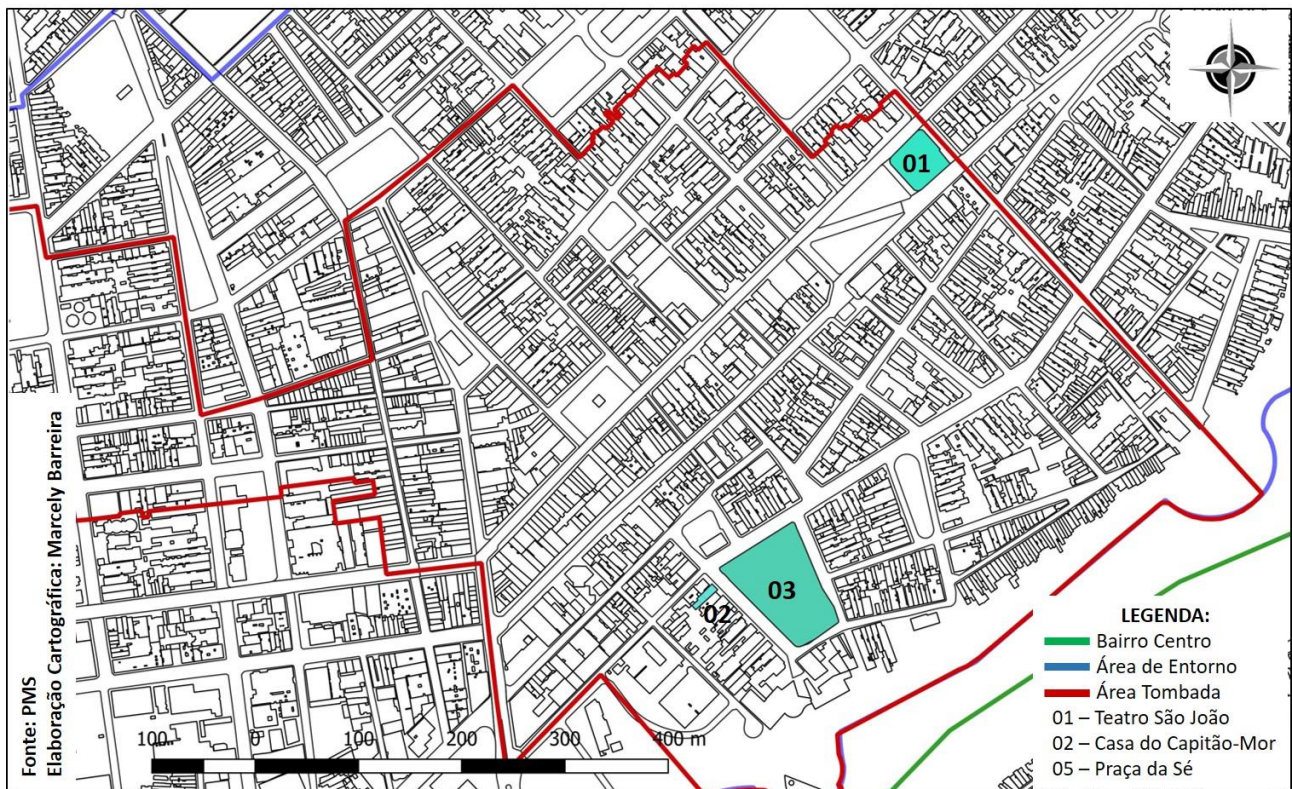 01
02
03
Fonte: PMS
Elaboração Cartográfica: Marcely Barreira
100 0 100 200 300 400 m
LEGENDA:
Bairro Centro
Área de Entorno
Área Tombada
01 – Teatro São João
02 – Casa do Capitão-Mor
05 – Praça da Sé